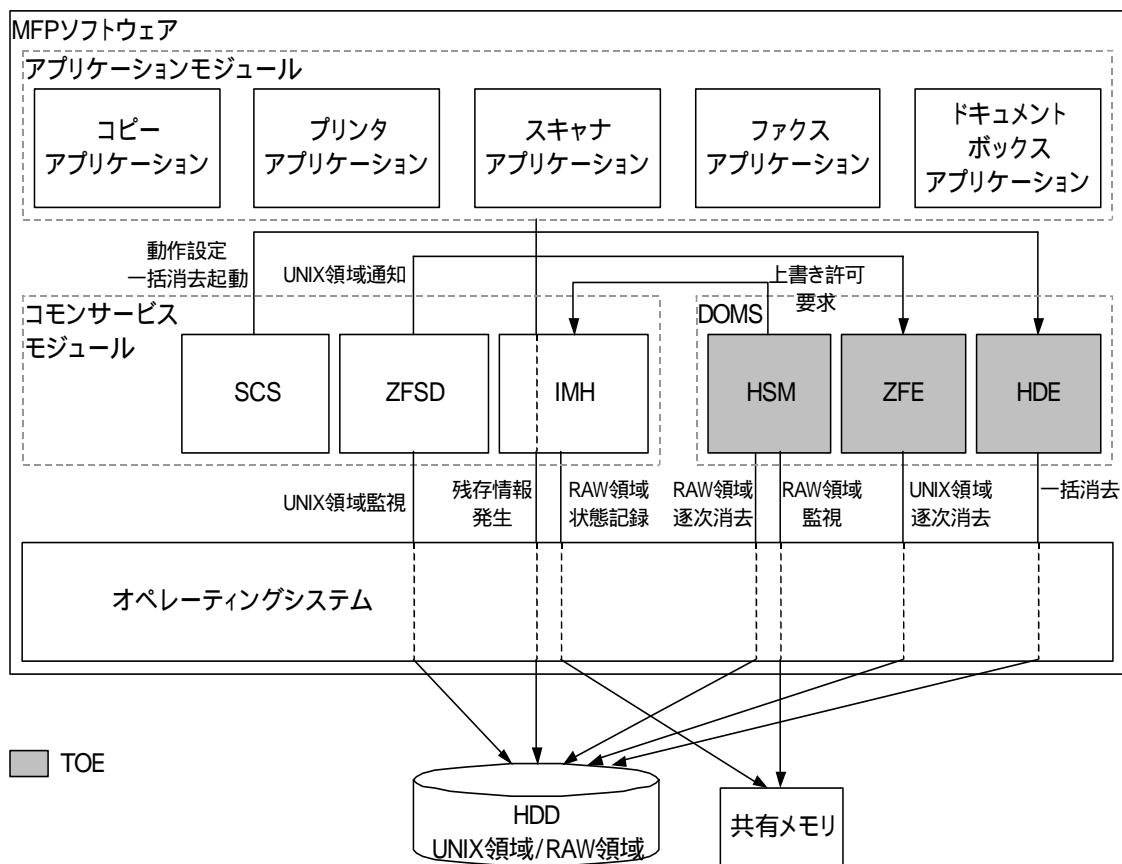 MFPソフトウェア
アプリケーションモジュール
コピー
アプリケーション
プリンタ
アプリケーション
スキャナ
アプリケーション
ファクス
アプリケーション
ドキュメント
ボックス
アプリケーション
動作設定
一括消去起動
UNIX領域通知
上書き許可
要求
コモンサービス
モジュール
SCS
ZFSD
IMH
DOMS
HSM
ZFE
HDE
UNIX領域監視
残存情報
発生
RAW領域
状態記録
RAW領域
逐次消去
RAW領域
監視
UNIX領域
逐次消去
一括消去
オペレーティングシステム
TOE
HDD
UNIX領域/RAW領域
共有メモリ